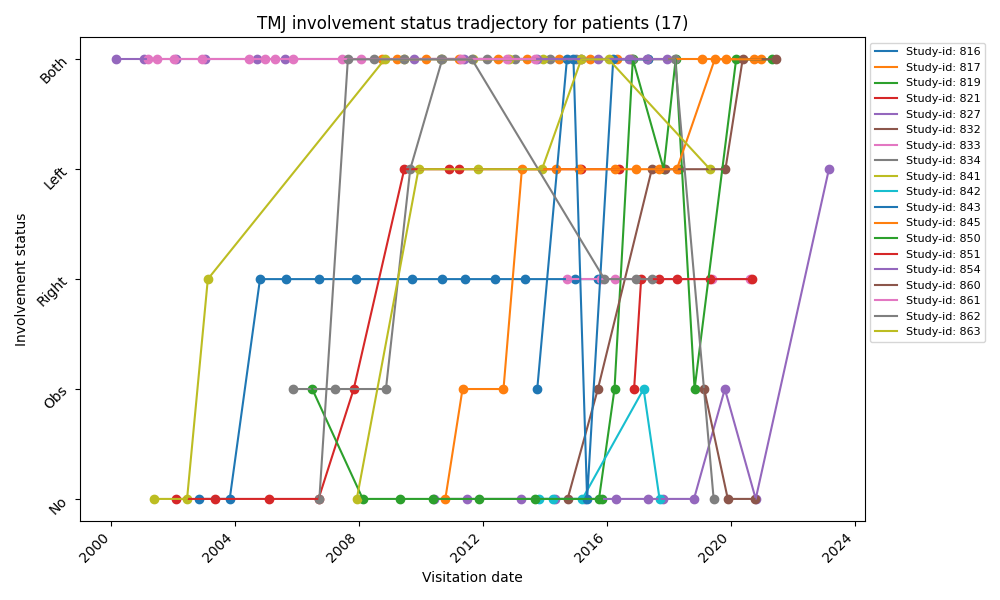 TMJ involvement status tradjectory for patients (17)
Both
Left
Right
Obs
No
Involvement status
2000
2004
2008
2012
2016
2020
2024
Visitation date
Study-id: 816
Study-id: 817
Study-id: 819
Study-id: 821
Study-id: 827
Study-id: 832
Study-id: 833
Study-id: 834
Study-id: 841
Study-id: 842
Study-id: 843
Study-id: 845
Study-id: 850
Study-id: 851
Study-id: 854
Study-id: 860
Study-id: 861
Study-id: 862
Study-id: 863